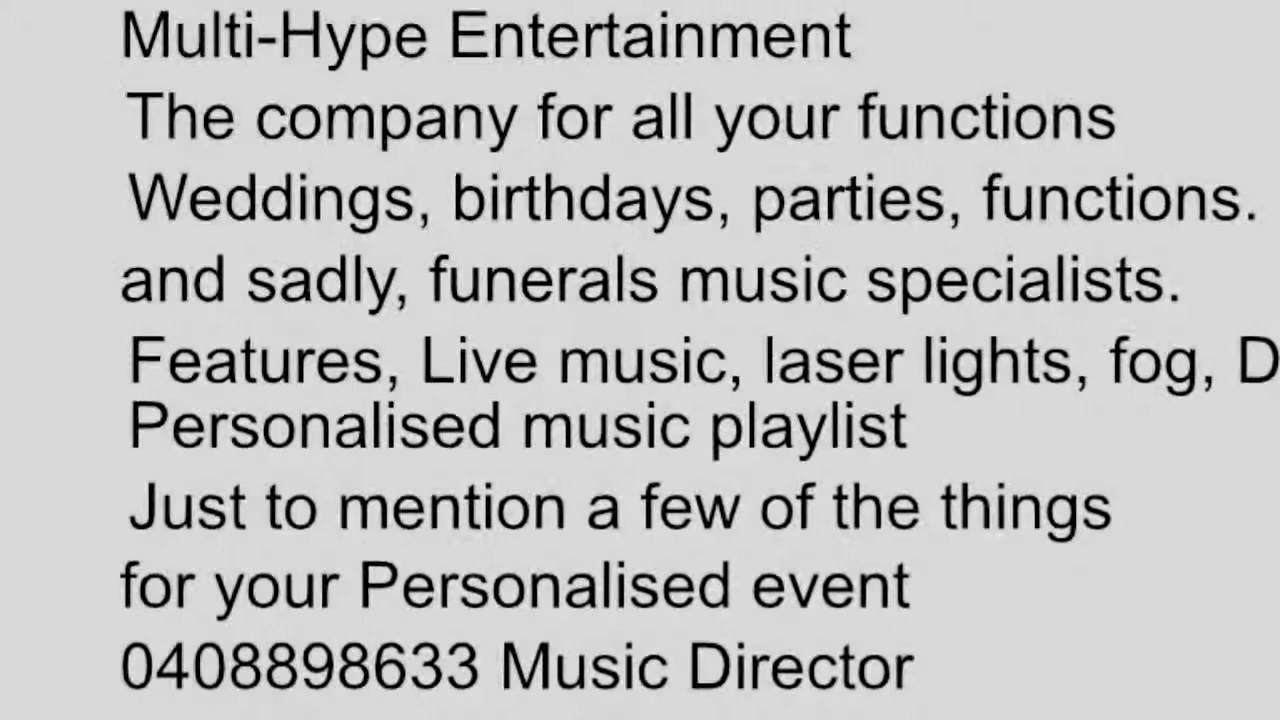 Multi-Hype Entertainment
The company for all your functions
Weddings, birthdays, parties, functions.
and sadly, funerals music specialists.
Features, Live music, laser lights, fog, D
Personalised music playlist
Just to mention a few of the things
for your Personalised event
0408898633 Music Director